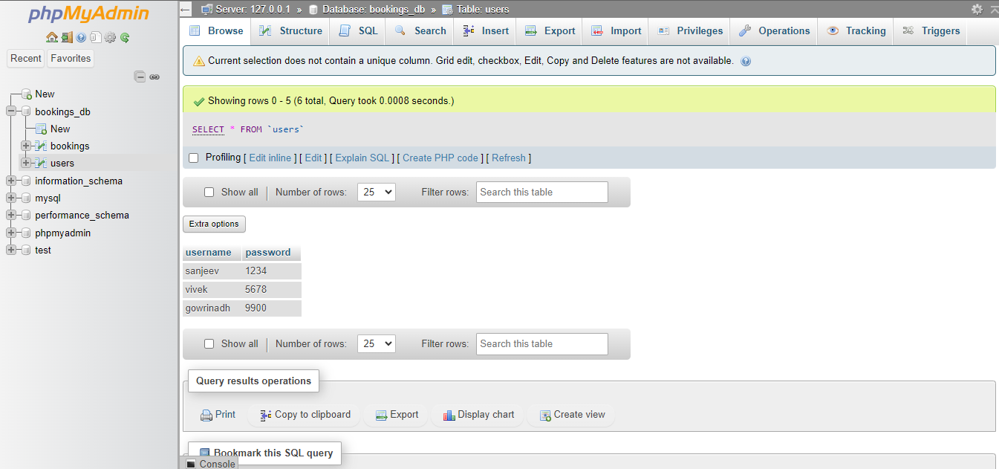 phpMyAdmin
Recent Favorites
New
bookings_db
New
bookings
users
information_schema
mysql
performance_schema
phpmyadmin
test
Server: 127.0.0.1 » Database: bookings_db » Table: users
Browse Structure SQL Search Insert Export Import Privileges Operations Tracking Triggers
Current selection does not contain a unique column. Grid edit, checkbox, Edit, Copy and Delete features are not available.
Showing rows 0 - 5 (6 total, Query took 0.0008 seconds.)
SELECT * FROM `users`
Profiling [ Edit inline ] [ Edit ] [ Explain SQL ] [ Create PHP code ] [ Refresh ]
Show all | Number of rows: 25 Filter rows: Search this table
Extra options
username password
sanjeev 1234
vivek 5678
gowrinadh 9900
Show all | Number of rows: 25 Filter rows: Search this table
Query results operations
Print Copy to clipboard Export Display chart Create view
Bookmark this SQL query
Console